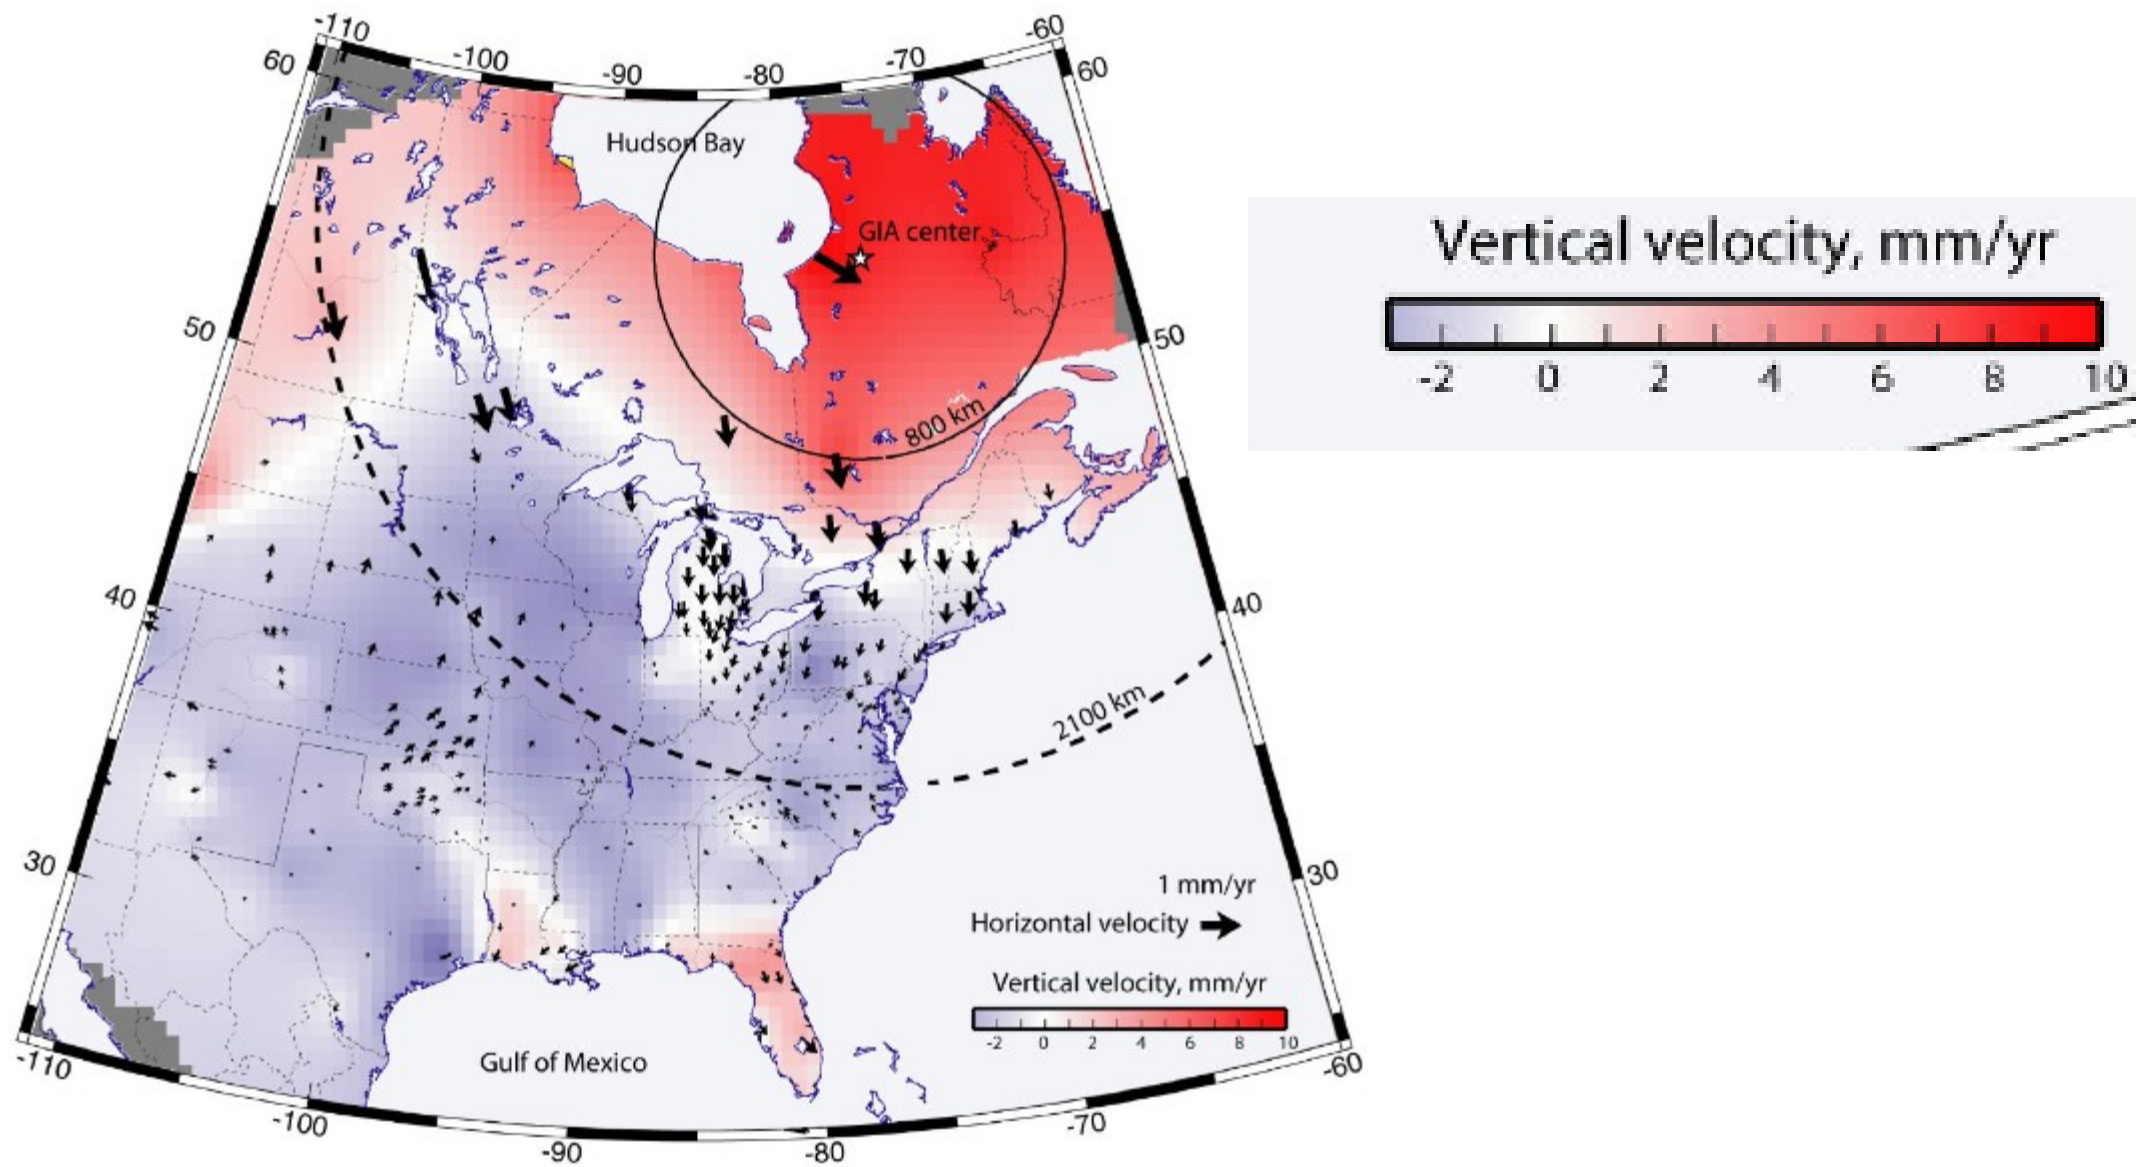 -110
-100
-90
-80
-70
-60
60
60
Hudson Bay
GIA center
50
50
800 km
40
40
2100 km
30
30
1 mm/yr
Horizontal velocity
Vertical velocity, mm/yr
-2 0 2 4 6 8 10
Gulf of Mexico
-110
-100
-90
-80
-70
-60
Vertical velocity, mm/yr
-2 0 2 4 6 8 10